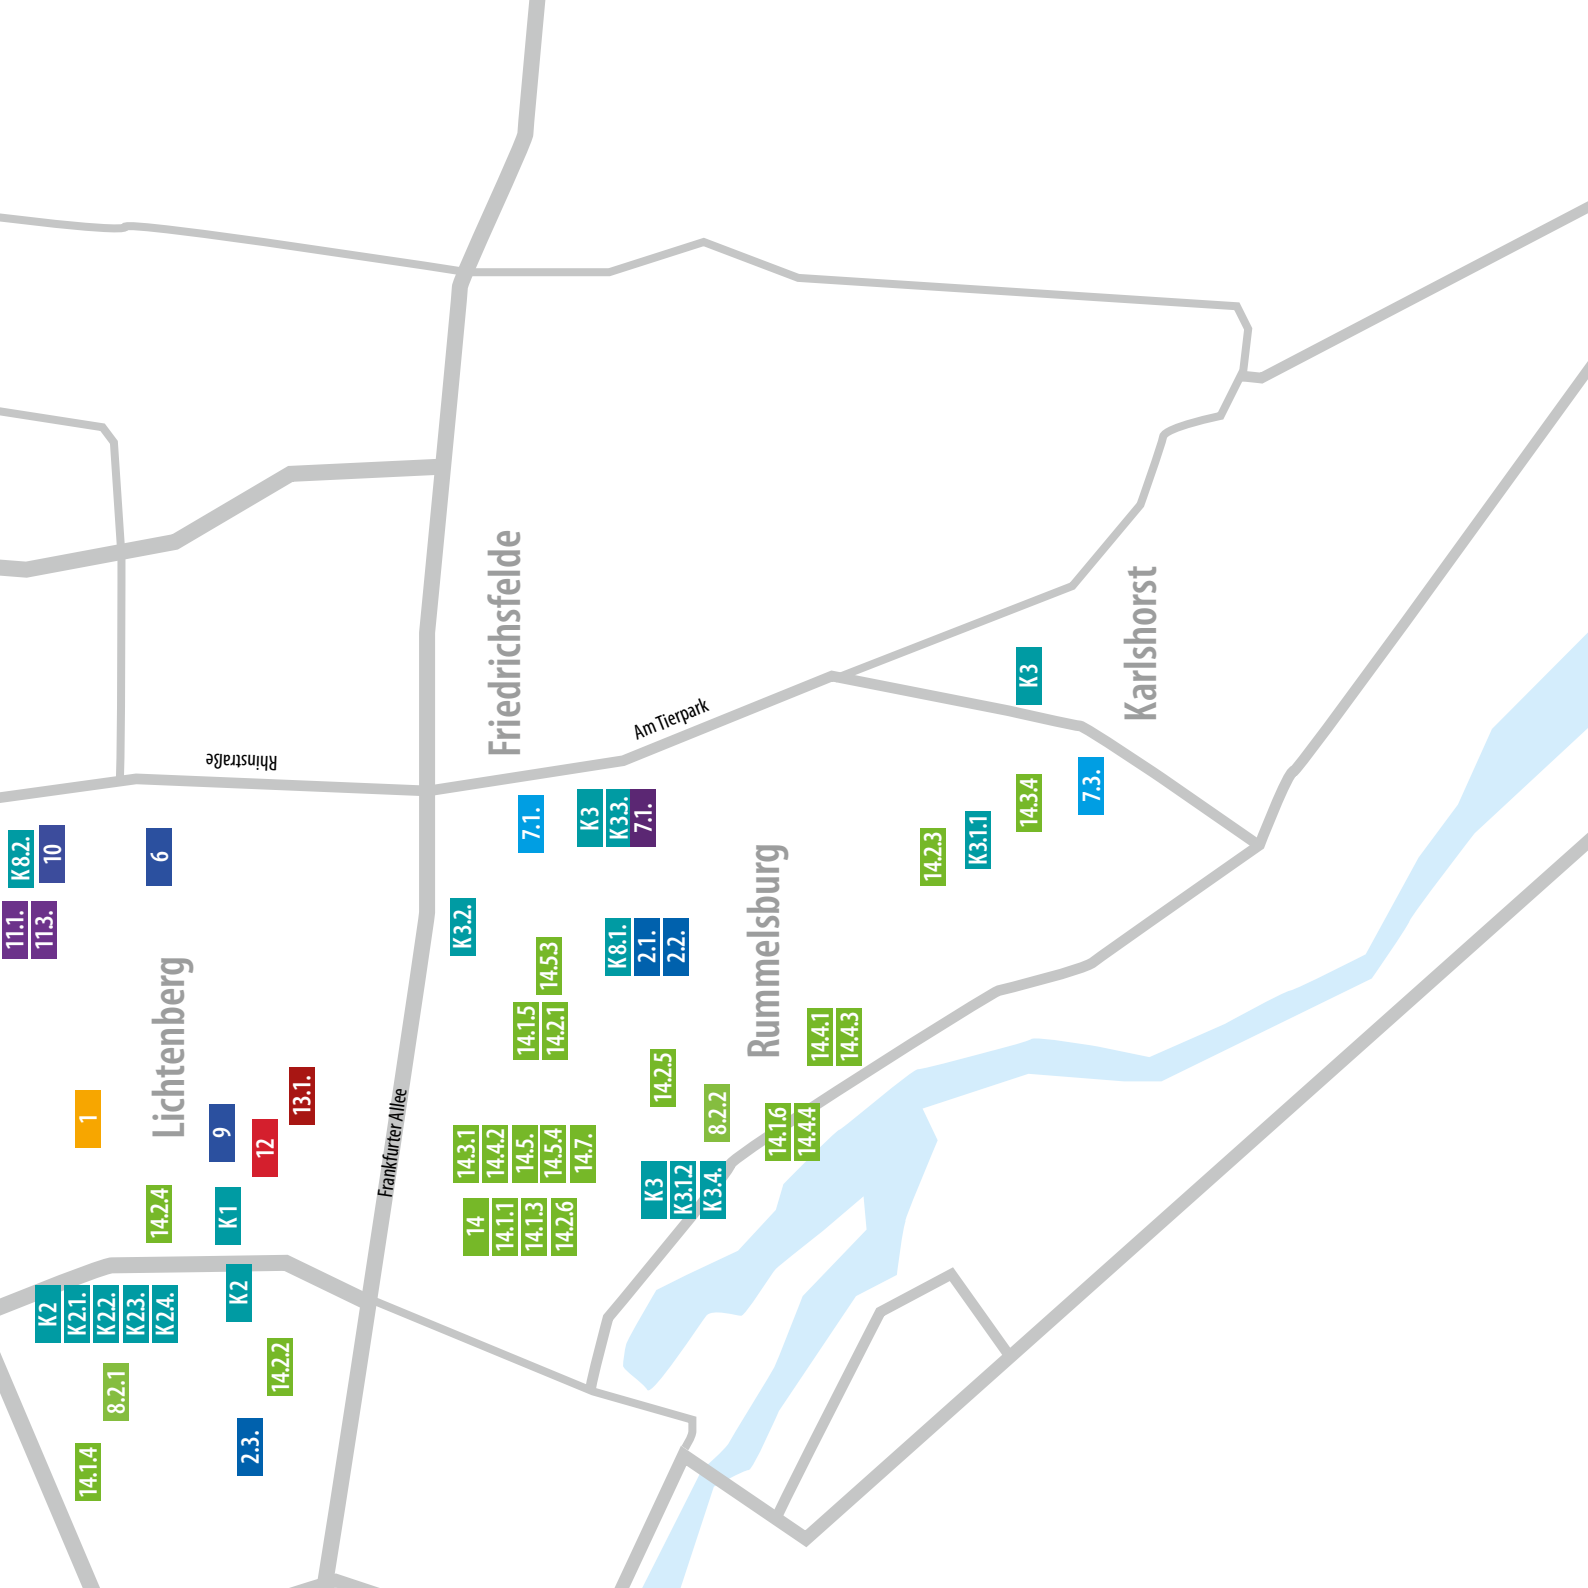 Friedrichsfelde
Karlshorst
K3
Am Tierpark
Rhinstraße
7.3.
14.3.4
7.1.
K3
K3.3.
7.1.
K3.1.1
14.2.3
K8.2.
10
6
11.1.
11.3.
K3.2.
K8.1.
2.1.
2.2.
Rummelsburg
14.5.3
Lichtenberg
14.1.5
14.2.1
14.4.1
14.4.3
14.2.5
8.2.2
14.1.6
14.4.4
1
9
12
13.1.
Frankfurter Allee
14.3.1
14.4.2
14.5.
14.5.4
14.7.
K3
K3.1.2
K3.4.
14.2.4
K1
14
14.1.1
14.1.3
14.2.6
K2
K2
K2.1.
K2.2.
K2.3.
K2.4.
14.2.2
8.2.1
2.3.
14.1.4